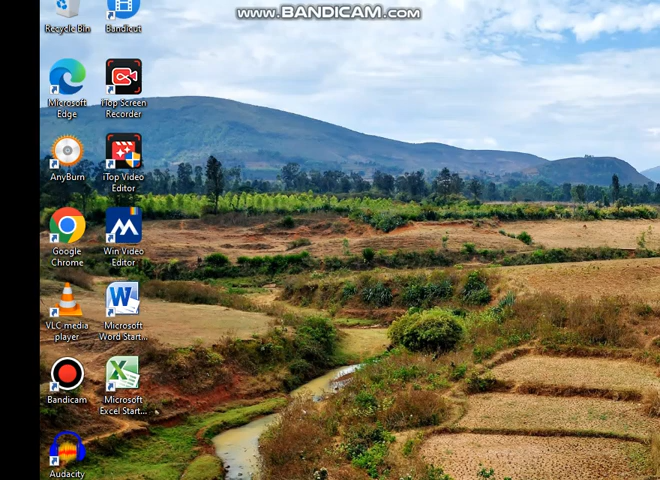 www.BANDICAM.com
Recycle Bin
Bandicut
Microsoft
Edge
iTop Screen
Recorder
AnyBurn
iTop Video
Editor
Google
Chrome
Win Video
Editor
VLC media
player
Microsoft
Word Start...
Bandicam
Microsoft
Excel Start...
Audacity